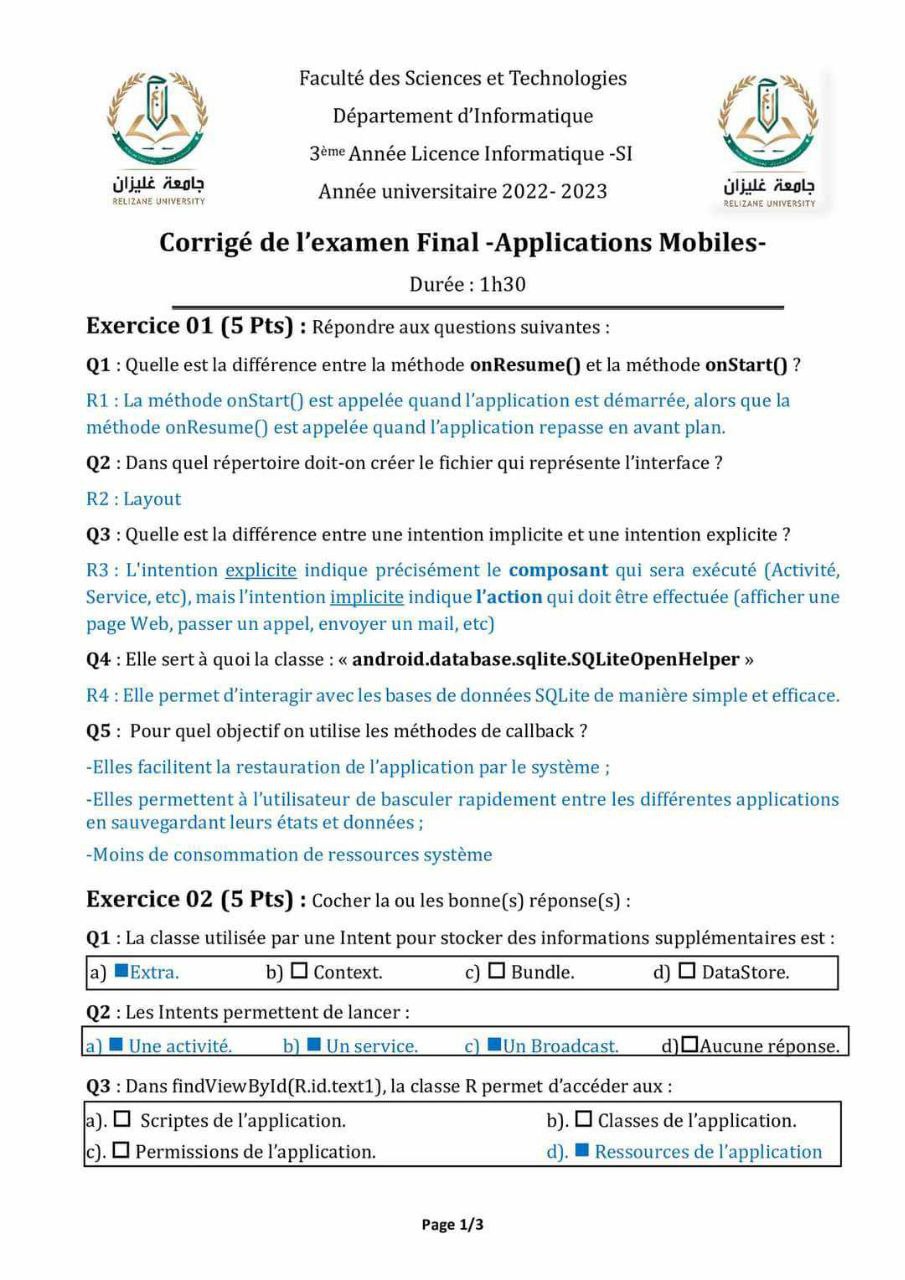 Faculté des Sciences et Technologies
Département d'Informatique
3ème Année Licence Informatique -SI
Année universitaire 2022- 2023
جامعة غليزان
RELIZANE UNIVERSITY
جامعة غليزان
RELIZANE UNIVERSITY
Corrigé de l'examen Final -Applications Mobiles-
Durée : 1h30
Exercice 01 (5 Pts) : Répondre aux questions suivantes :
Q1 : Quelle est la différence entre la méthode onResume() et la méthode onStart() ?
R1 : La méthode onStart() est appelée quand l'application est démarrée, alors que la
méthode onResume() est appelée quand l'application repasse en avant plan.
Q2 : Dans quel répertoire doit-on créer le fichier qui représente l'interface ?
R2 : Layout
Q3 : Quelle est la différence entre une intention implicite et une intention explicite ?
R3 : L'intention explicite indique précisément le composant qui sera exécuté (Activité,
Service, etc), mais l'intention implicite indique l'action qui doit être effectuée (afficher une
page Web, passer un appel, envoyer un mail, etc)
Q4 : Elle sert à quoi la classe : « android.database.sqlite.SQLiteOpenHelper »
R4 : Elle permet d'interagir avec les bases de données SQLite de manière simple et efficace.
Q5 : Pour quel objectif on utilise les méthodes de callback ?
-Elles facilitent la restauration de l'application par le système ;
-Elles permettent à l'utilisateur de basculer rapidement entre les différentes applications
en sauvegardant leurs états et données ;
-Moins de consommation de ressources système
Exercice 02 (5 Pts) : Cocher la ou les bonne(s) réponse(s) :
Q1 : La classe utilisée par une Intent pour stocker des informations supplémentaires est :
a) ■Extra. b) □ Context. c) □ Bundle. d) □ DataStore.
Q2 : Les Intents permettent de lancer :
a) ■ Une activité. b) ■ Un service. c) ■Un Broadcast. d)□Aucune réponse.
Q3 : Dans findViewById(R.id.text1), la classe R permet d'accéder aux :
a). □ Scriptes de l'application. b). □ Classes de l'application.
c). □ Permissions de l'application. d). ■ Ressources de l'application
Page 1/3